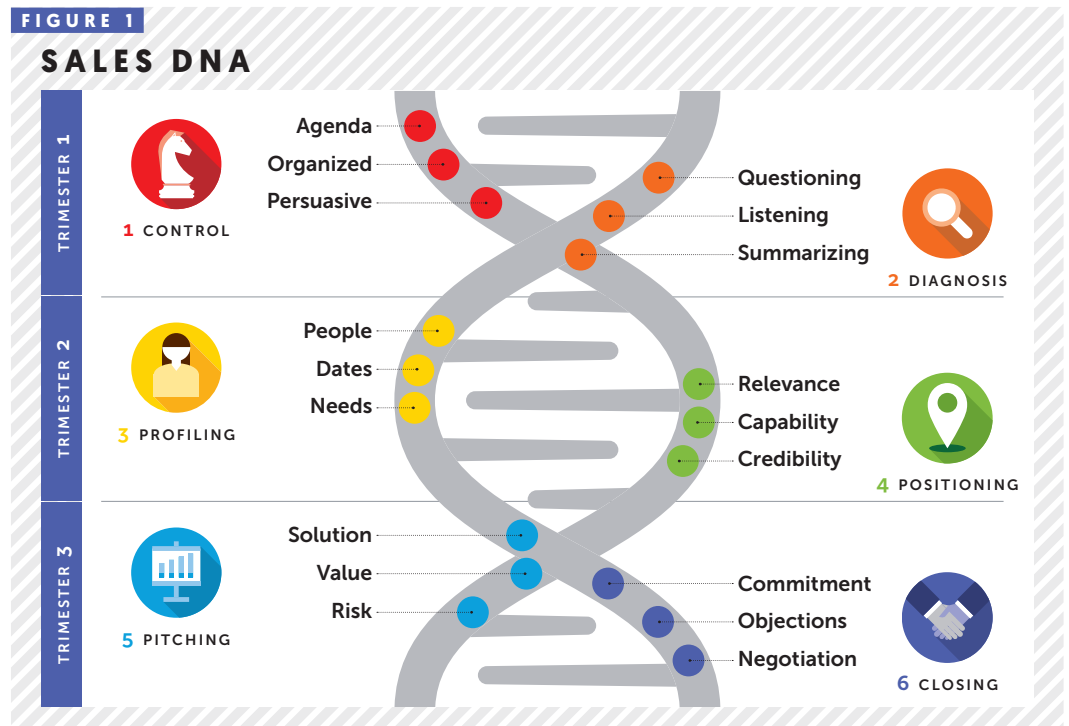 FIGURE 1
SALES DNA
TRIMESTER 1
Agenda
Organized
Persuasive
1 CONTROL
Questioning
Listening
Summarizing
2 DIAGNOSIS
TRIMESTER 2
People
Dates
Needs
3 PROFILING
Relevance
Capability
Credibility
4 POSITIONING
TRIMESTER 3
Solution
Value
Risk
5 PITCHING
Commitment
Objections
Negotiation
6 CLOSING